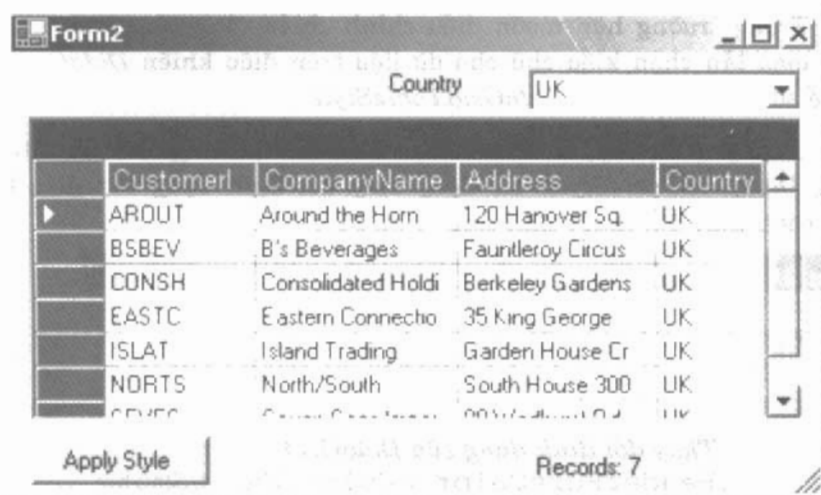 Form2
Country UK
CustomerI CompanyName Address Country
AROUT Around the Horn 120 Hanover Sq. UK
BSBEV B's Beverages Fauntleroy Circus UK
CONSH Consolidated Holdi Berkeley Gardens UK
EASTC Eastern Connectio 35 King George UK
ISLAT Island Trading Garden House Cr UK
NORTS North/South South House 300 UK
UK
Apply Style Records: 7